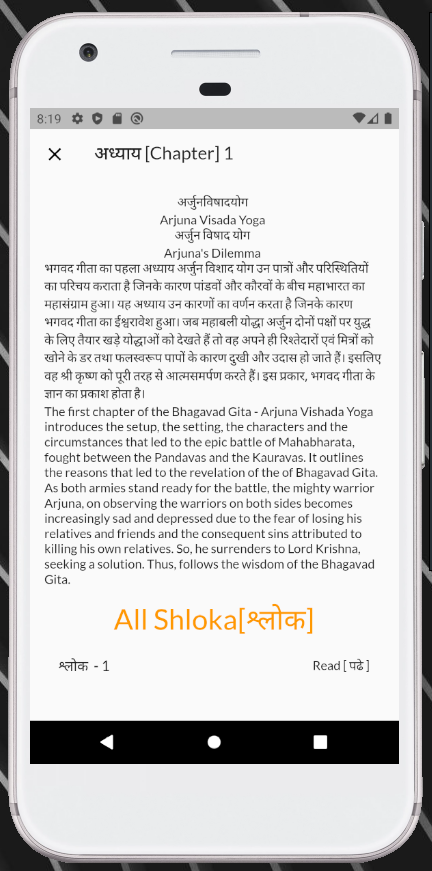 8:19
अध्याय [Chapter] 1
अर्जुनविषादयोग
Arjuna Visada Yoga
अर्जुन विषाद योग
Arjuna's Dilemma
भगवद गीता का पहला अध्याय अर्जुन विशाद योग उन पात्रों और परिस्थितियों
का परिचय कराता है जिनके कारण पांडवों और कौरवों के बीच महाभारत का
महासंग्राम हुआ। यह अध्याय उन कारणों का वर्णन करता है जिनके कारण
भगवद गीता का ईश्वरावेश हुआ। जब महाबली योद्धा अर्जुन दोनों पक्षों पर युद्ध
के लिए तैयार खड़े योद्धाओं को देखते हैं तो वह अपने ही रिश्तेदारों एवं मित्रों को
खोने के डर तथा फलस्वरूप पापों के कारण दुखी और उदास हो जाते हैं। इसलिए
वह श्री कृष्ण को पूरी तरह से आत्मसमर्पण करते हैं। इस प्रकार, भगवद गीता के
ज्ञान का प्रकाश होता है।
The first chapter of the Bhagavad Gita - Arjuna Vishada Yoga
introduces the setup, the setting, the characters and the
circumstances that led to the epic battle of Mahabharata,
fought between the Pandavas and the Kauravas. It outlines
the reasons that led to the revelation of the of Bhagavad Gita.
As both armies stand ready for the battle, the mighty warrior
Arjuna, on observing the warriors on both sides becomes
increasingly sad and depressed due to the fear of losing his
relatives and friends and the consequent sins attributed to
killing his own relatives. So, he surrenders to Lord Krishna,
seeking a solution. Thus, follows the wisdom of the Bhagavad
Gita.
All Shloka[श्लोक]
श्लोक - 1
Read [ पढे ]